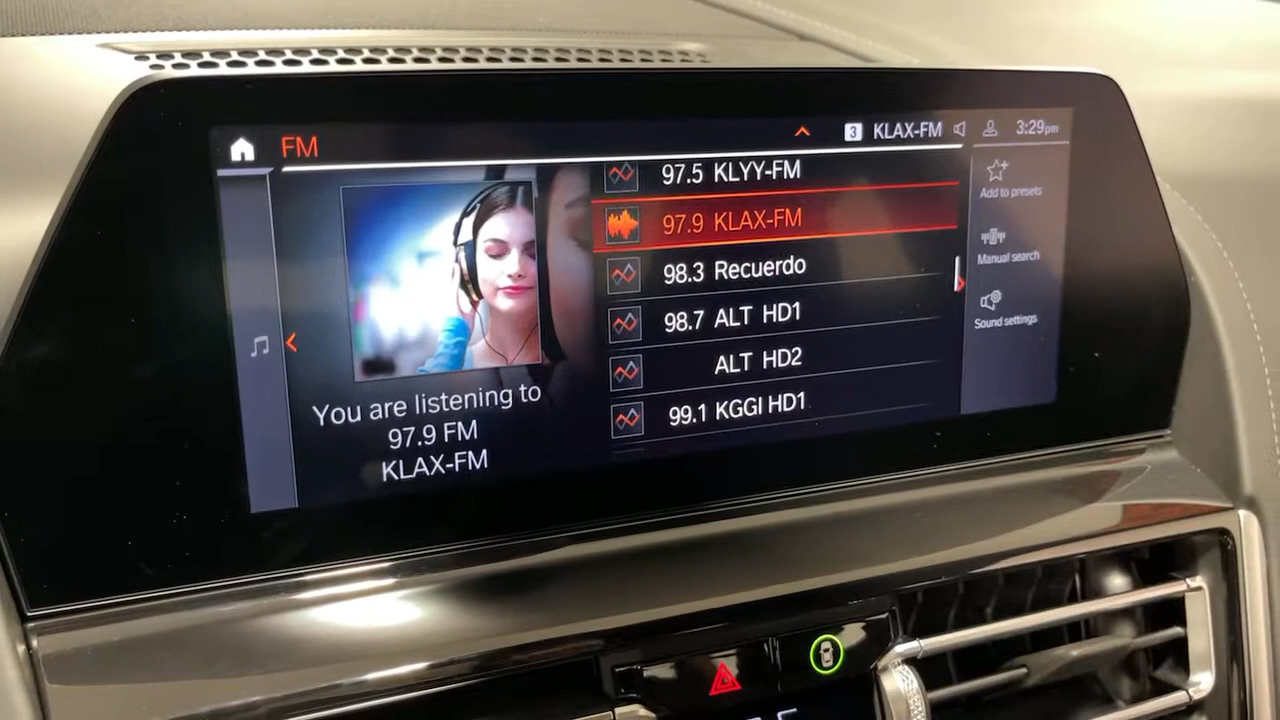 FM
3 KLAX-FM 3:29pm
97.5 KLYY-FM
97.9 KLAX-FM
98.3 Recuerdo
98.7 ALT HD1
ALT HD2
99.1 KGGI HD1
You are listening to
97.9 FM
KLAX-FM
Add to presets
Manual search
Sound settings